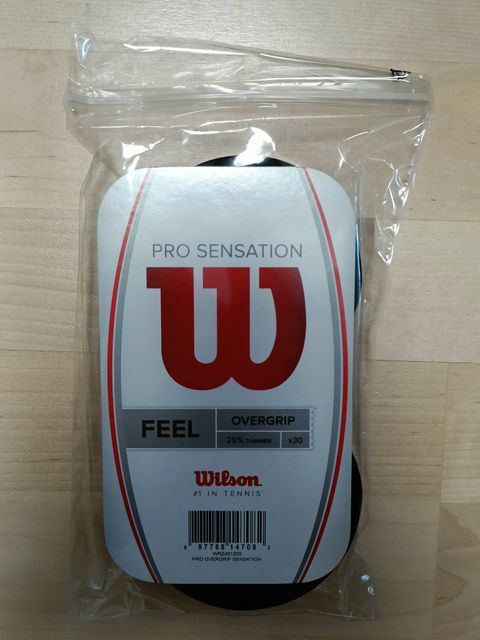 PRO SENSATION
W
FEEL
OVERGRIP
25% THINNER
x30
Wilson.
#1 IN TENNIS
8 87768 14708 2
WRZ401200
PRO OVERGRIP SENSATION